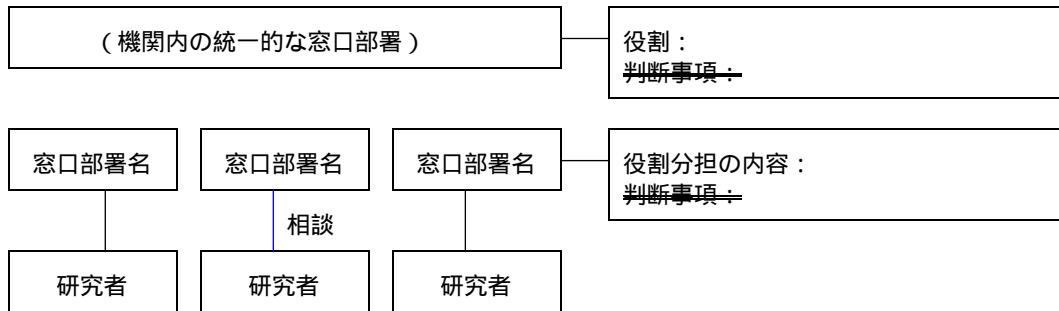 (機関内の統一的な窓口部署)
役割:
判断事項:
窓口部署名
窓口部署名
窓口部署名
役割分担の内容:
判断事項:
相談
研究者
研究者
研究者